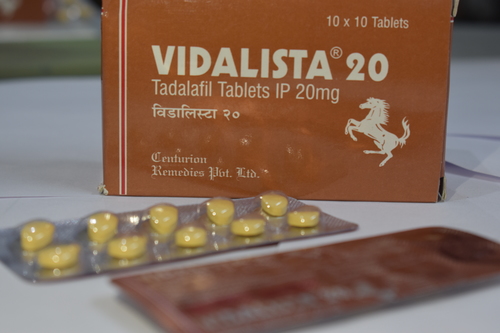 10 x 10 Tablets
VIDALISTA® 20
Tadalafil Tablets IP 20mg
विडालिस्टा २०
Centurion
Remedies Pvt. Ltd.